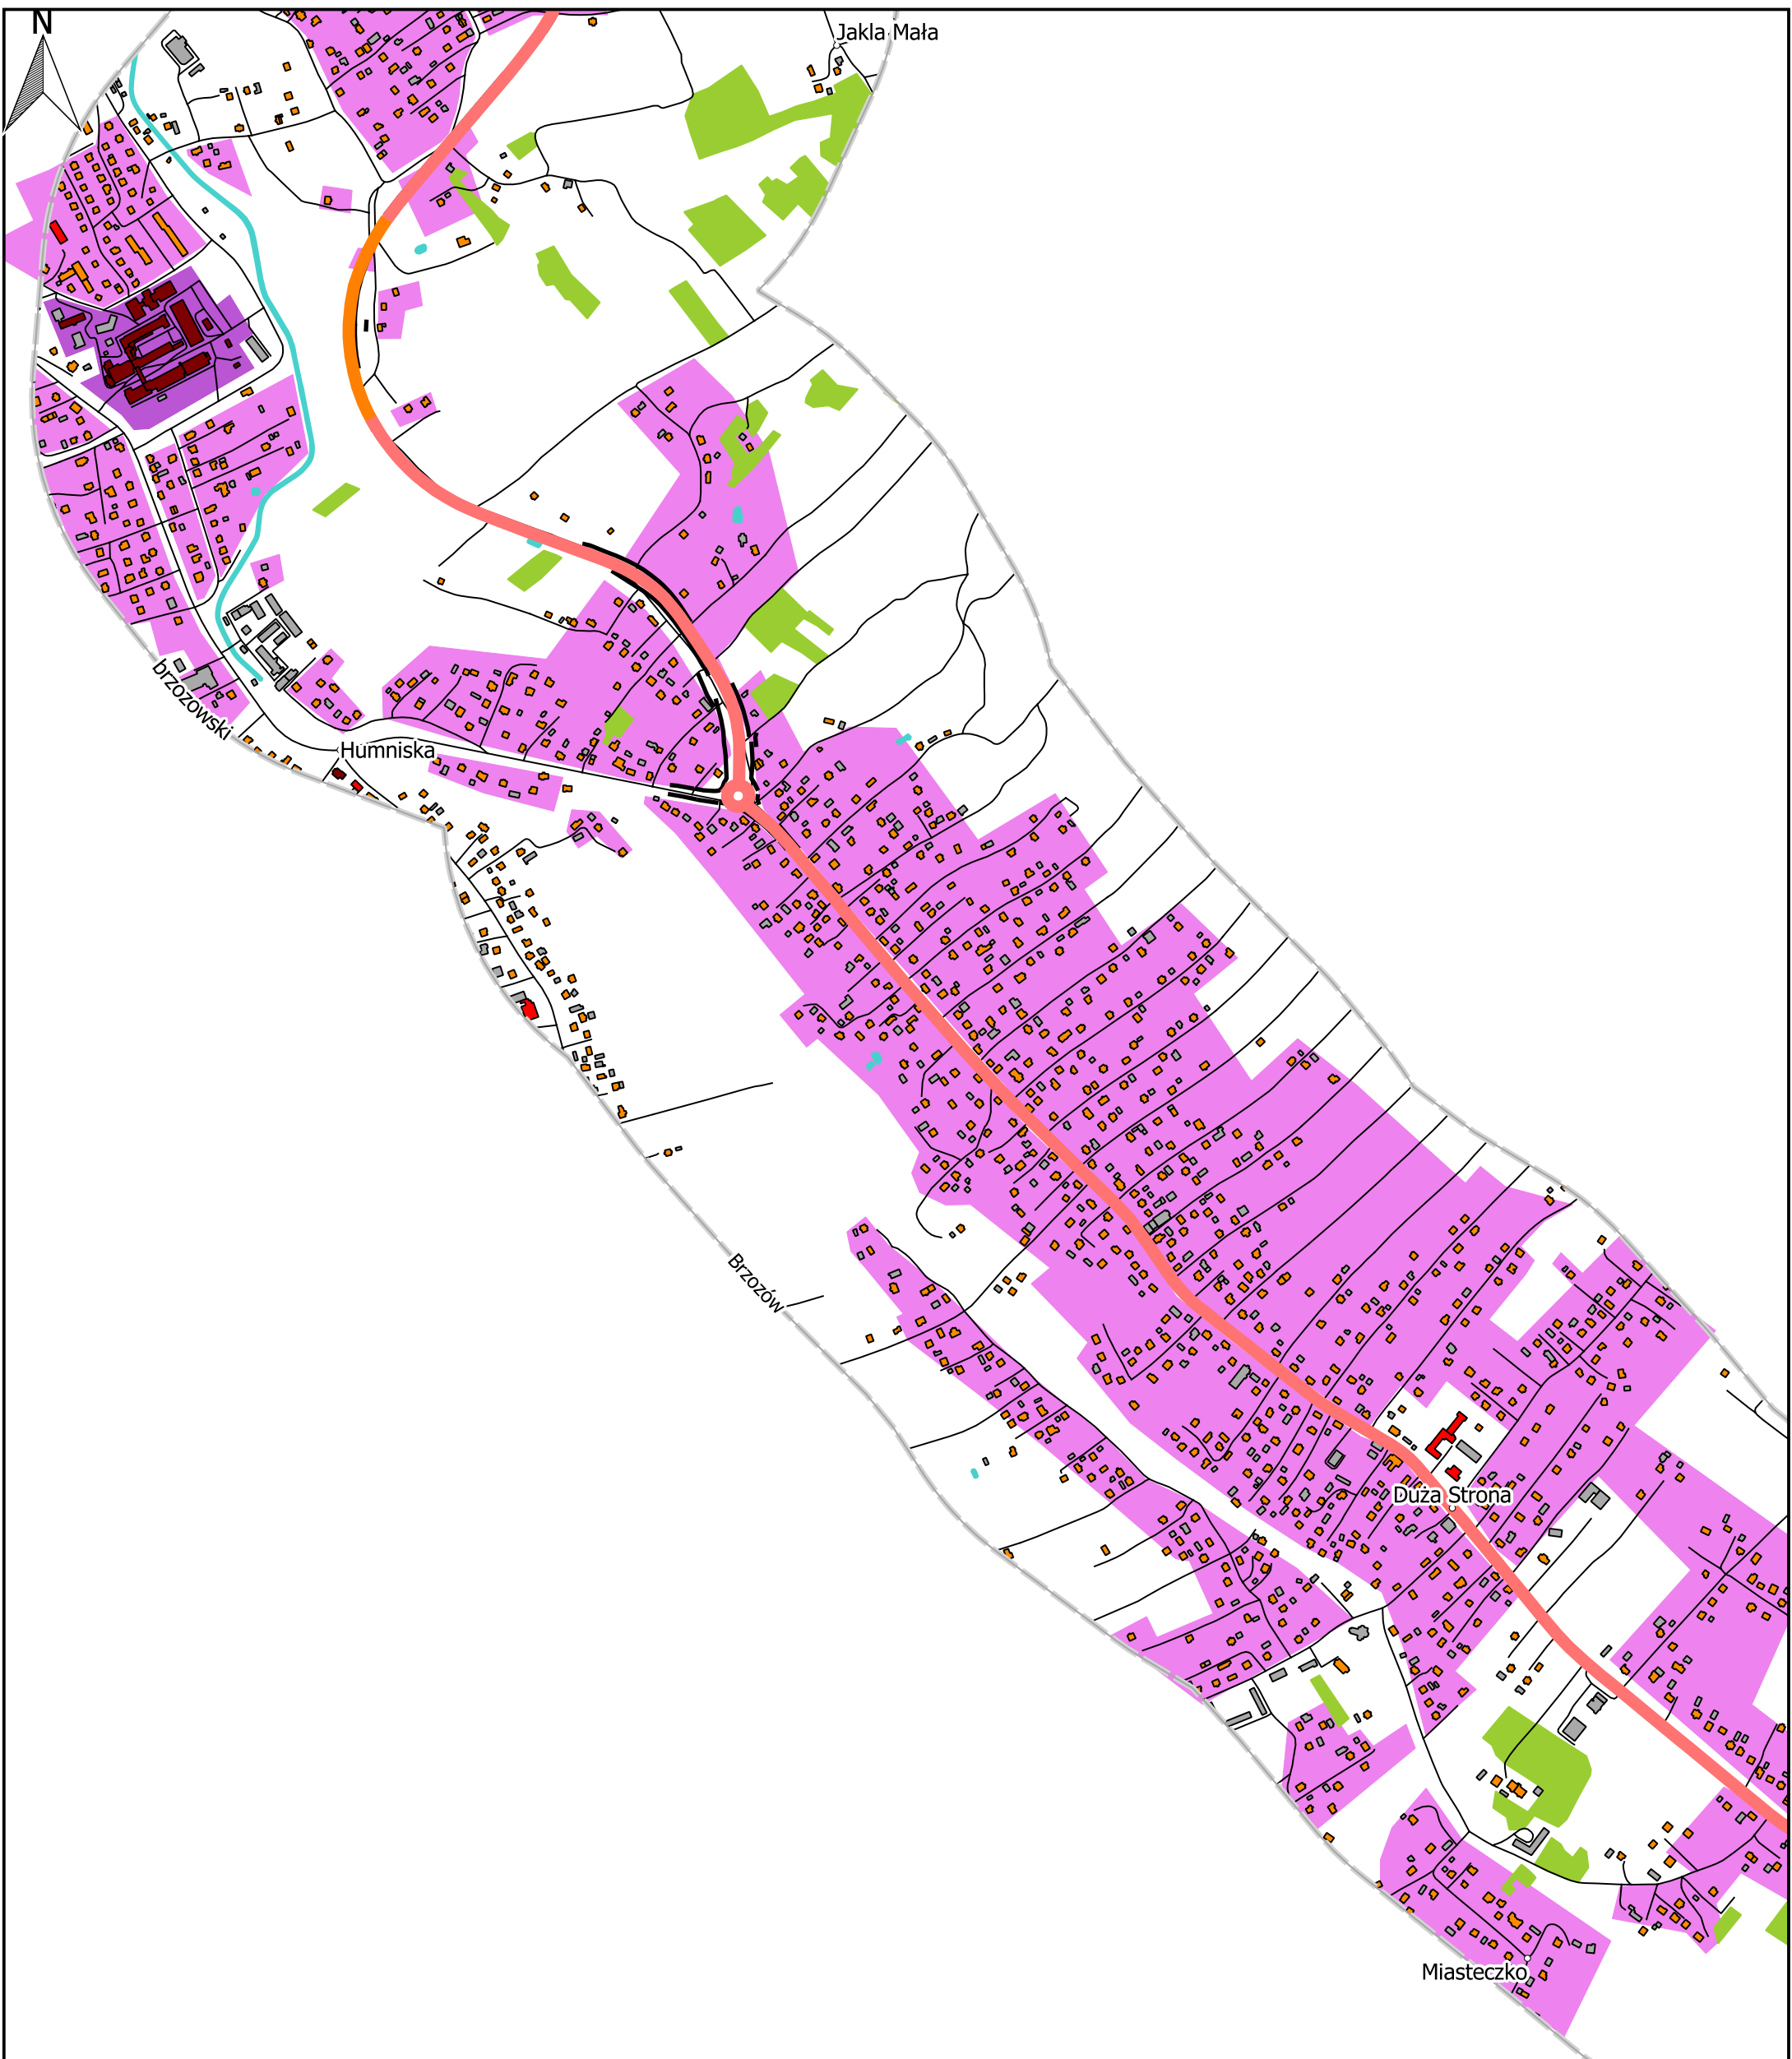 N
Jakla Mała
brzozowski
Humniska
Brzozów
Duża Strona
Miasteczko